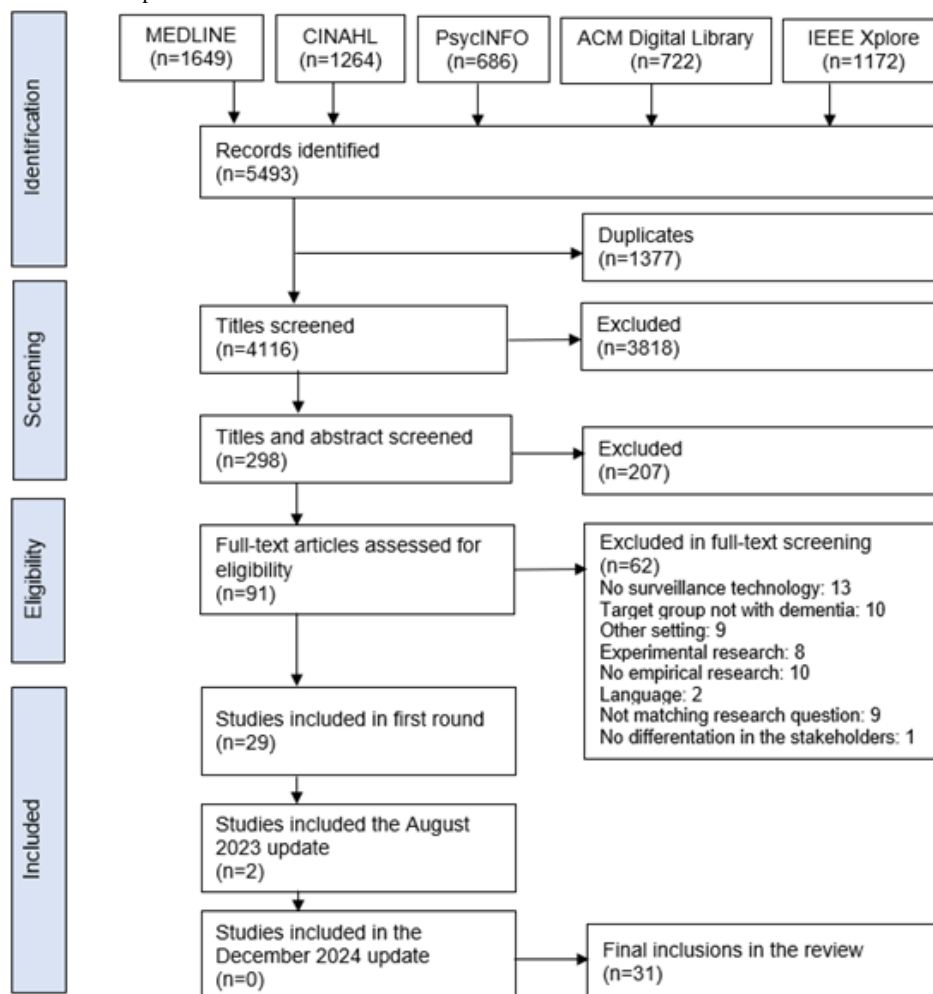 MEDLINE
(n=1649)
CINAHL
(n=1264)
PsycINFO
(n=686)
ACM Digital Library
(n=722)
IEEE Xplore
(n=1172)
Identification
Records identified
(n=5493)
Duplicates
(n=1377)
Screening
Titles screened
(n=4116)
Excluded
(n=3818)
Titles and abstract screened
(n=298)
Excluded
(n=207)
Eligibility
Full-text articles assessed for
eligibility
(n=91)
Excluded in full-text screening
(n=62)
No surveillance technology: 13
Target group not with dementia: 10
Other setting: 9
Experimental research: 8
No empirical research: 10
Language: 2
Not matching research question: 9
No differentation in the stakeholders: 1
Included
Studies included in first round
(n=29)
Studies included the August
2023 update
(n=2)
Studies included in the
December 2024 update
(n=0)
Final inclusions in the review
(n=31)